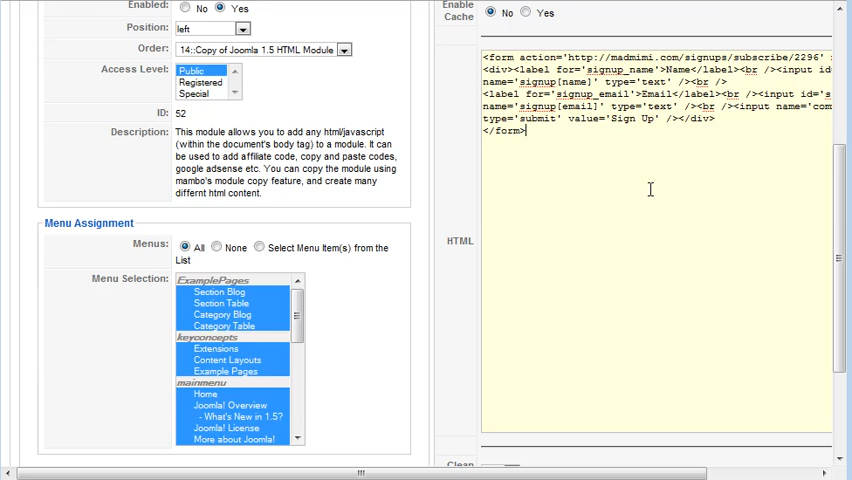 Enabled: No Yes
Position: left
Order: 14::Copy of Joomla 1.5 HTML Module
Access Level: Public
Registered
Special
ID: 52
Description: This module allows you to add any html/javascript
(within the document's body tag) to a module. It can
be used to add affiliate code, copy and paste codes,
google adsense etc. You can copy the module using
mambo's module copy feature, and create many
differnt html content.
Menu Assignment
Menus: All None Select Menu Item(s) from the
List
Menu Selection: ExamplePages
Section Blog
Section Table
Category Blog
Category Table
keyconcepts
Extensions
Content Layouts
Example Pages
mainmenu
Home
Joomla! Overview
- What's New in 1.5?
Joomla! License
More about Joomla!
Enable
Cache
No Yes
HTML
<form action='http://madmimi.com/signups/subscribe/2296'
<div><label for='signup_name'>Name</label><br /><input id=
name='signup[name]' type='text' /><br />
<label for='signup_email'>Email</label><br /><input id='s
name='signup[email]' type='text' /><br /><input name='com
type='submit' value='Sign Up' /></div>
</form>
Clean